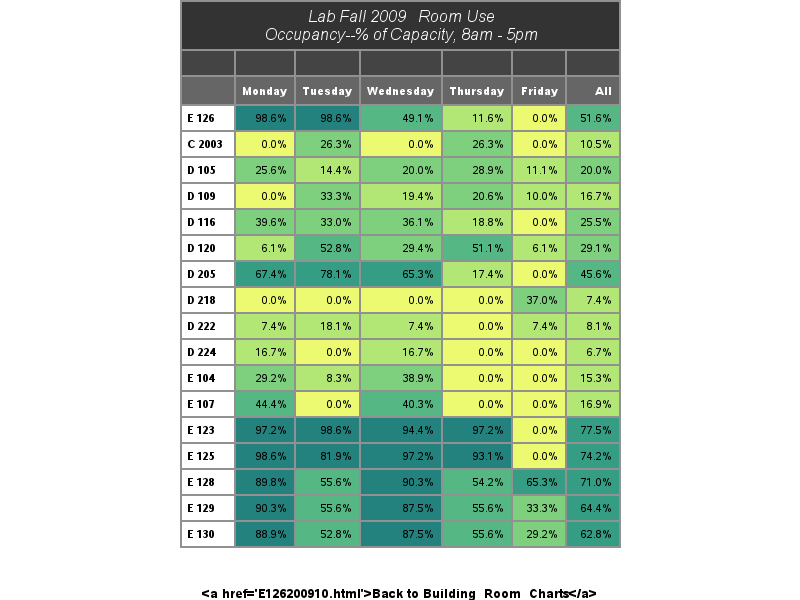 Lab Fall 2009 Room Use
Occupancy--% of Capacity, 8am - 5pm
Monday Tuesday Wednesday Thursday Friday All
E 126 98.6% 98.6% 49.1% 11.6% 0.0% 51.6%
C 2003 0.0% 26.3% 0.0% 26.3% 0.0% 10.5%
D 105 25.6% 14.4% 20.0% 28.9% 11.1% 20.0%
D 109 0.0% 33.3% 19.4% 20.6% 10.0% 16.7%
D 116 39.6% 33.0% 36.1% 18.8% 0.0% 25.5%
D 120 6.1% 52.8% 29.4% 51.1% 6.1% 29.1%
D 205 67.4% 78.1% 65.3% 17.4% 0.0% 45.6%
D 218 0.0% 0.0% 0.0% 0.0% 37.0% 7.4%
D 222 7.4% 18.1% 7.4% 0.0% 7.4% 8.1%
D 224 16.7% 0.0% 16.7% 0.0% 0.0% 6.7%
E 104 29.2% 8.3% 38.9% 0.0% 0.0% 15.3%
E 107 44.4% 0.0% 40.3% 0.0% 0.0% 16.9%
E 123 97.2% 98.6% 94.4% 97.2% 0.0% 77.5%
E 125 98.6% 81.9% 97.2% 93.1% 0.0% 74.2%
E 128 89.8% 55.6% 90.3% 54.2% 65.3% 71.0%
E 129 90.3% 55.6% 87.5% 55.6% 33.3% 64.4%
E 130 88.9% 52.8% 87.5% 55.6% 29.2% 62.8%
<a href='E126200910.html'>Back to Building_Room_Charts</a>